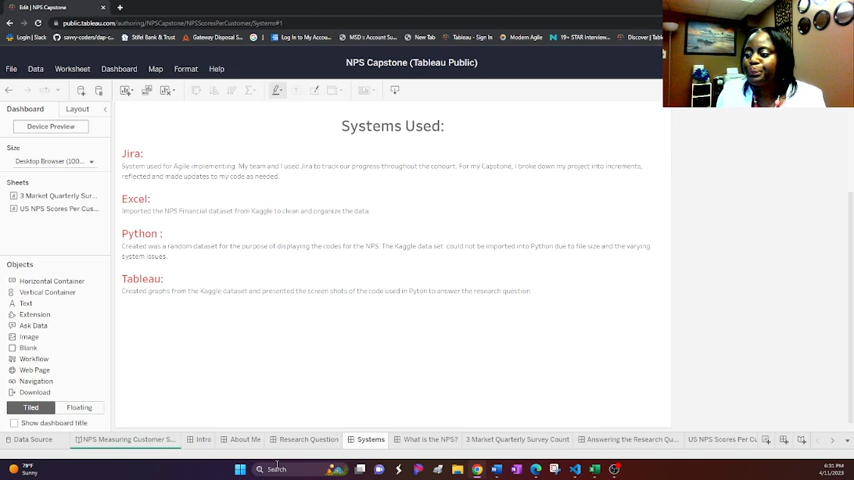 Edit | NPS Capstone
public.tableau.com/authoring/NPSCapstone/NPSScoresPerCustomer/Systems#1
Login | Slack
savvy-coders/dap-c...
Stifel Bank & Trust
Gateway Disposal S...
Log In to My Accou...
MSD :: Account Su...
New Tab
Tableau - Sign In
Modern Agile
19+ STAR Interview...
Discover | Tab
File Data Worksheet Dashboard Map Format Help
NPS Capstone (Tableau Public)
Dashboard Layout
Device Preview
Size
Desktop Browser (100...
Sheets
3 Market Quarterly Sur...
US NPS Scores Per Cus...
Objects
Horizontal Container
Vertical Container
Text
Extension
Ask Data
Image
Blank
Workflow
Web Page
Navigation
Download
Tiled Floating
Show dashboard title
Systems Used:
Jira:
System used for Agile implementing. My team and I used Jira to track our progress throughout the cohourt. For my Capstone, I broke down my project into increments,
reflected and made updates to my code as needed.
Excel:
Imported the NPS Financial dataset from Kaggle to clean and organize the data.
Python :
Created was a random dataset for the purpose of displaying the codes for the NPS. The Kaggle data set could not be imported into Python due to file size and the varying
system issues.
Tableau:
Created graphs from the Kaggle dataset and presented the screen shots of the code used in Pyton to answer the research question.
Data Source
NPS Measuring Customer S...
Intro
About Me
Research Question
Systems
What is the NPS?
3 Market Quarterly Survey Count
Answering the Research Qu...
US NPS Scores Per Cu
78°F
Sunny
Search
6:31 PM
4/11/2023